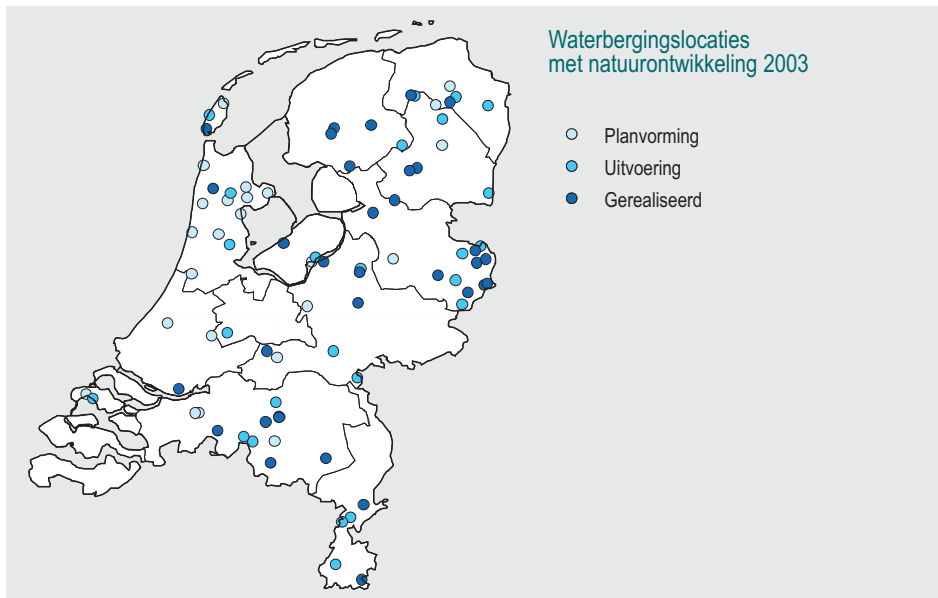 Waterbergingslocaties
met natuurontwikkeling 2003
Planvorming
Uitvoering
Gerealiseerd